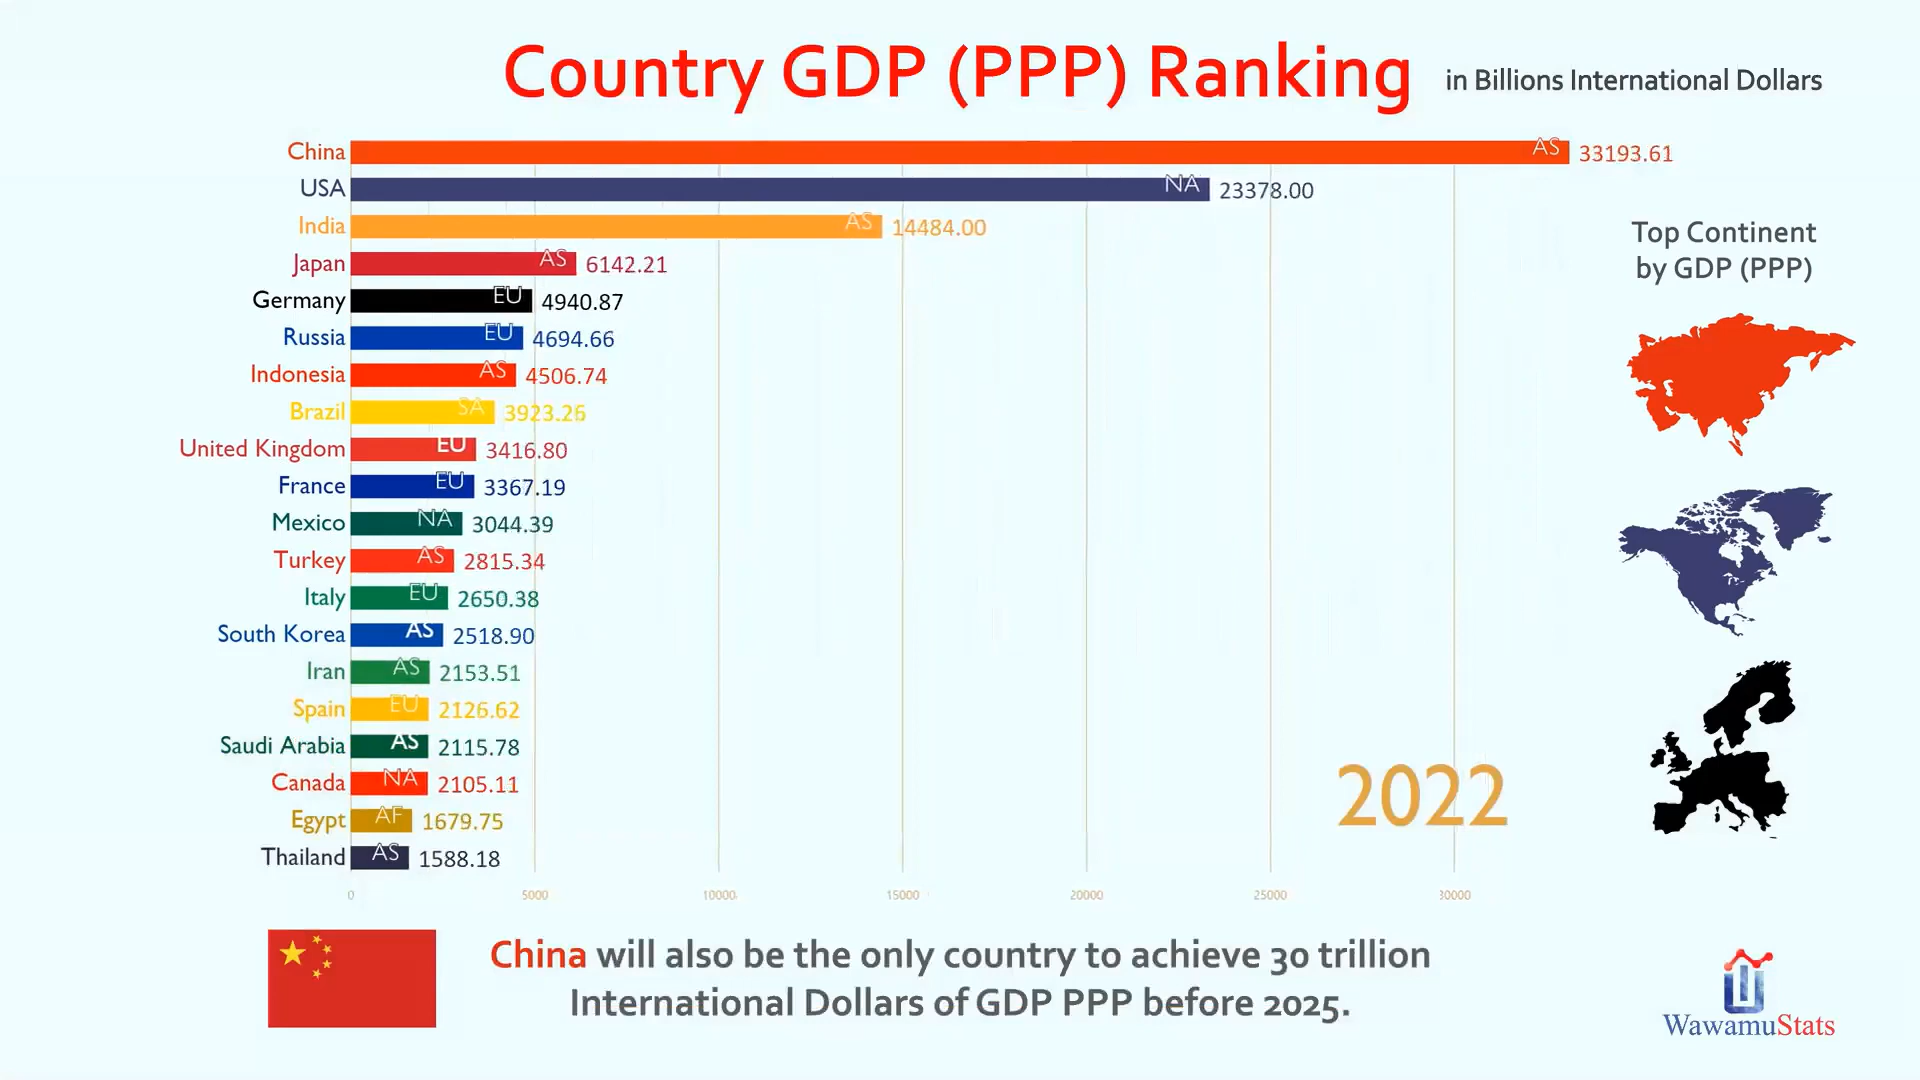 Country GDP (PPP) Ranking in Billions International Dollars
China AS 33193.61
USA NA 23378.00
India AS 14484.00
Japan AS 6142.21
Germany EU 4940.87
Russia EU 4694.66
Indonesia AS 4506.74
Brazil SA 3923.26
United Kingdom EU 3416.80
France EU 3367.19
Mexico NA 3044.39
Turkey AS 2815.34
Italy EU 2650.38
South Korea AS 2518.90
Iran AS 2153.51
Spain EU 2126.62
Saudi Arabia AS 2115.78
Canada NA 2105.11
Egypt AF 1679.75
Thailand AS 1588.18
0 5000 10000 15000 20000 25000 30000
Top Continent
by GDP (PPP)
2022
China will also be the only country to achieve 30 trillion
International Dollars of GDP PPP before 2025.
WawamuStats